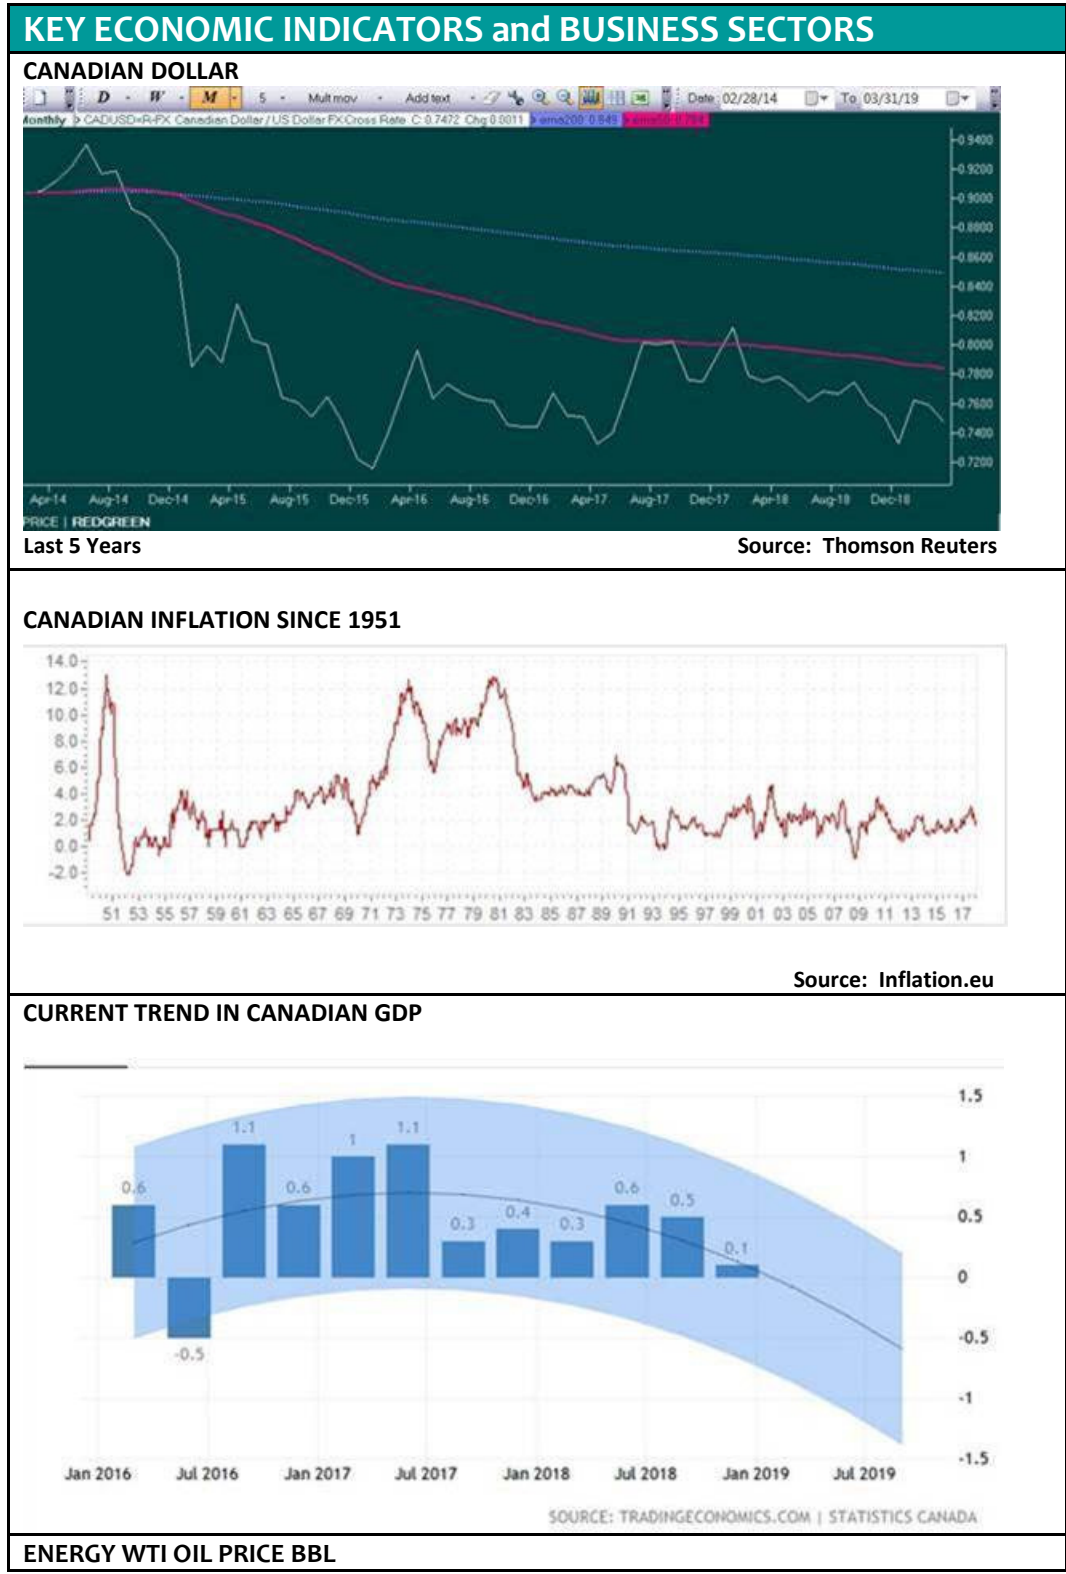 KEY ECONOMIC INDICATORS and BUSINESS SECTORS
CANADIAN DOLLAR
D W M 5 Mult mov Add text Date: 02/28/14 To 03/31/19
Monthly CADUSD=R-FX Canadian Dollar / US Dollar FX Cross Rate C: 0.7472 Chg 0.0011 ema200: 0.849
0.9400
0.9200
0.9000
0.8800
0.8600
0.8400
0.8200
0.8000
0.7800
0.7600
0.7400
0.7200
Apr-14 Aug-14 Dec-14 Apr-15 Aug-15 Dec-15 Apr-16 Aug-16 Dec-16 Apr-17 Aug-17 Dec-17 Apr-18 Aug-18 Dec-18
PRICE | REDGREEN
Last 5 Years Source: Thomson Reuters
CANADIAN INFLATION SINCE 1951
14.0
12.0
10.0
8.0
6.0
4.0
2.0
0.0
-2.0
51 53 55 57 59 61 63 65 67 69 71 73 75 77 79 81 83 85 87 89 91 93 95 97 99 01 03 05 07 09 11 13 15 17
Source: Inflation.eu
CURRENT TREND IN CANADIAN GDP
1.5
1
0.5
0
-0.5
-1
-1.5
0.6 -0.5 1.1 0.6 1 1.1 0.3 0.4 0.3 0.6 0.5 0.1
Jan 2016 Jul 2016 Jan 2017 Jul 2017 Jan 2018 Jul 2018 Jan 2019 Jul 2019
SOURCE: TRADINGECONOMICS.COM | STATISTICS CANADA
ENERGY WTI OIL PRICE BBL